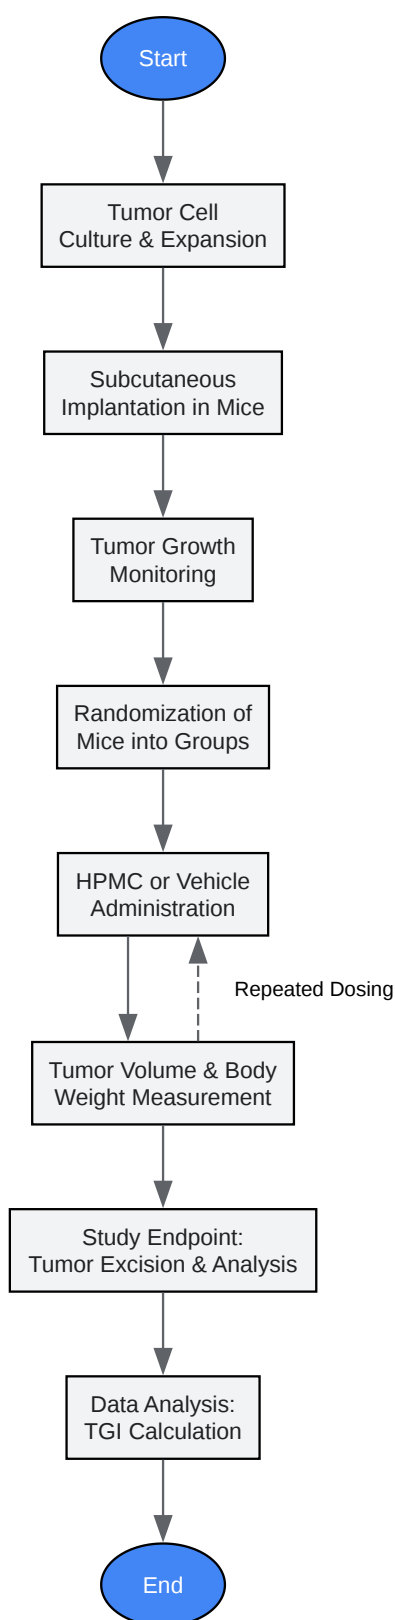 Start
Tumor Cell
Culture & Expansion
Subcutaneous
Implantation in Mice
Tumor Growth
Monitoring
Randomization of
Mice into Groups
HPMC or Vehicle
Administration
Repeated Dosing
Tumor Volume & Body
Weight Measurement
Study Endpoint:
Tumor Excision & Analysis
Data Analysis:
TGI Calculation
End